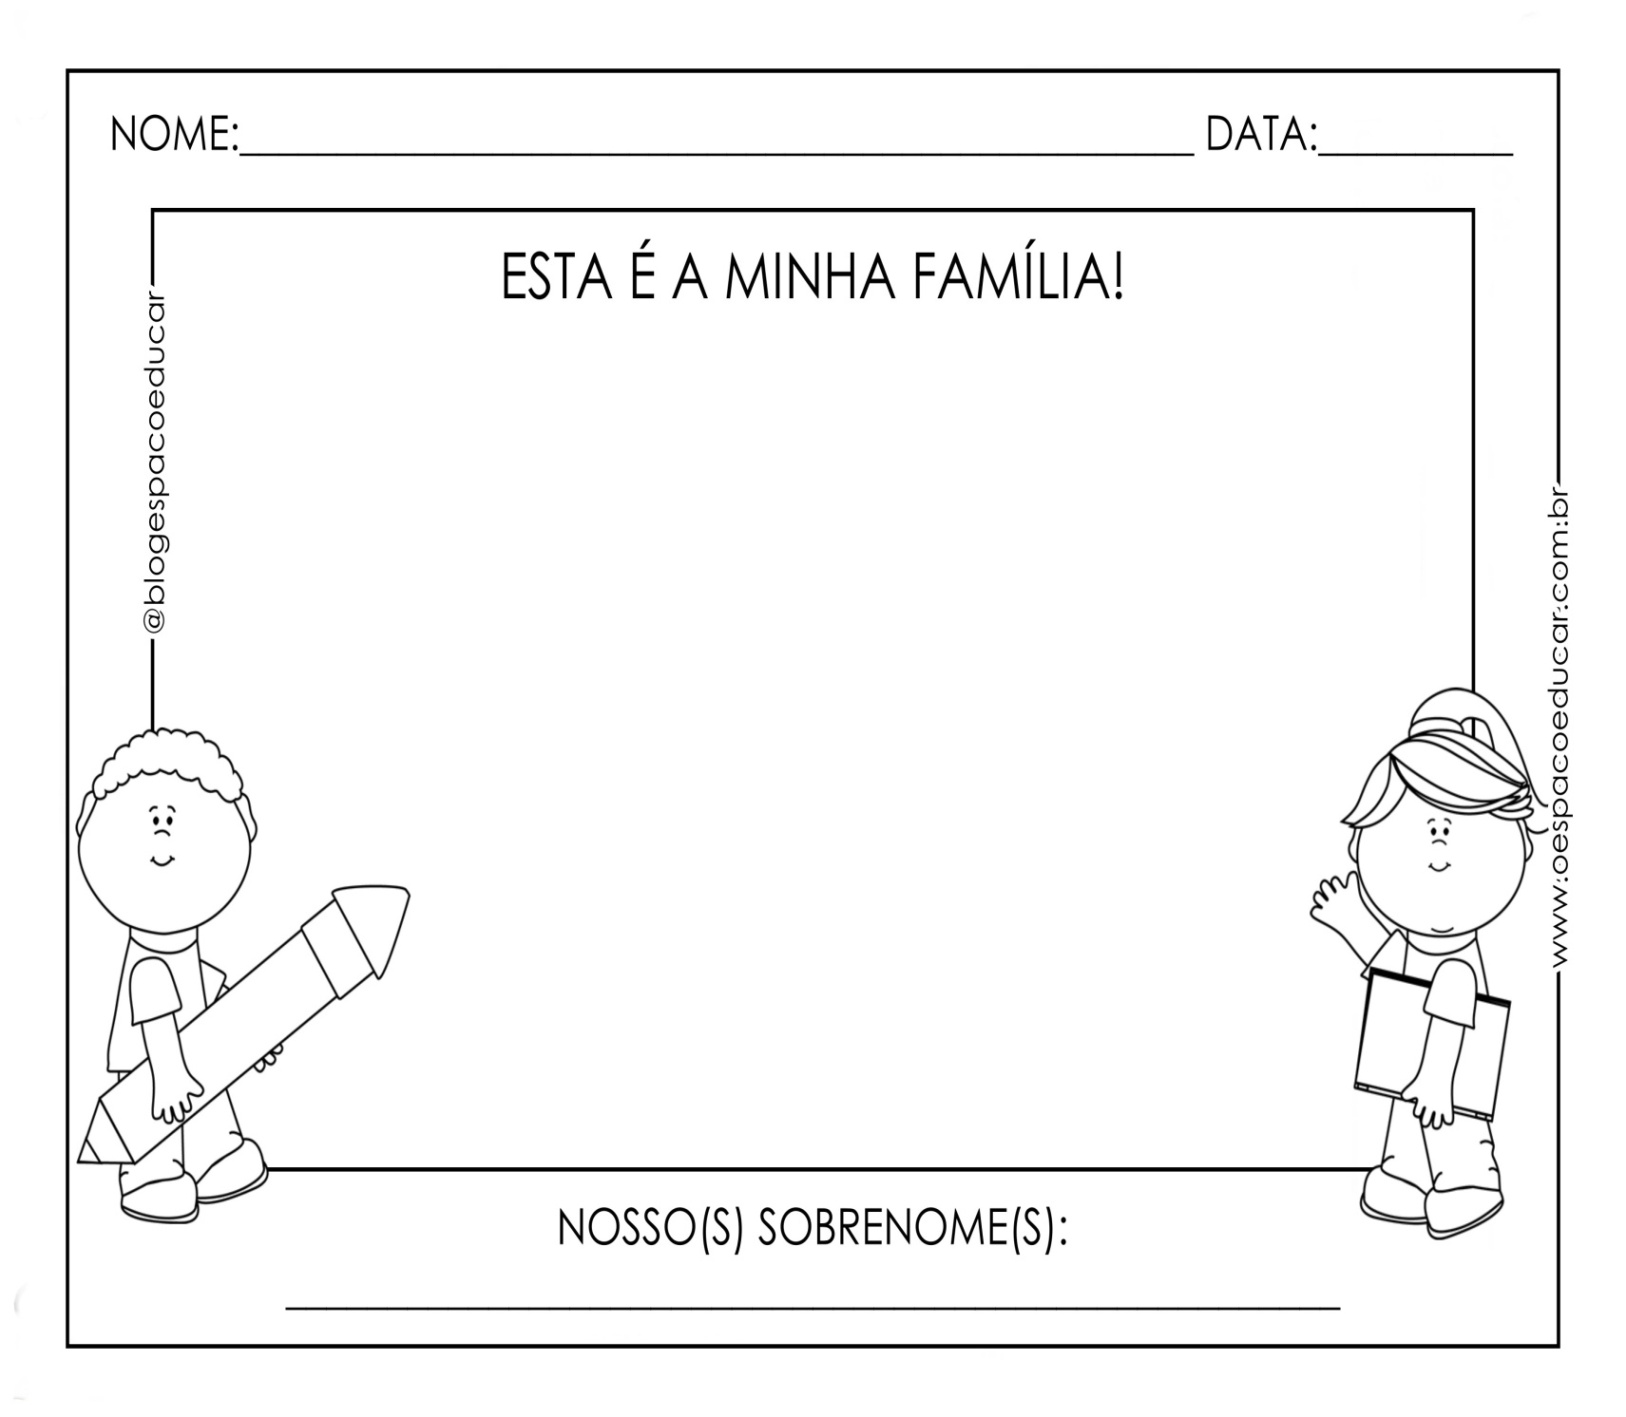 NOME: DATA:
ESTA É A MINHA FAMÍLIA!
@blogespacoeducar
www.oespacoeducar.com.br
NOSSO(S) SOBRENOME(S):